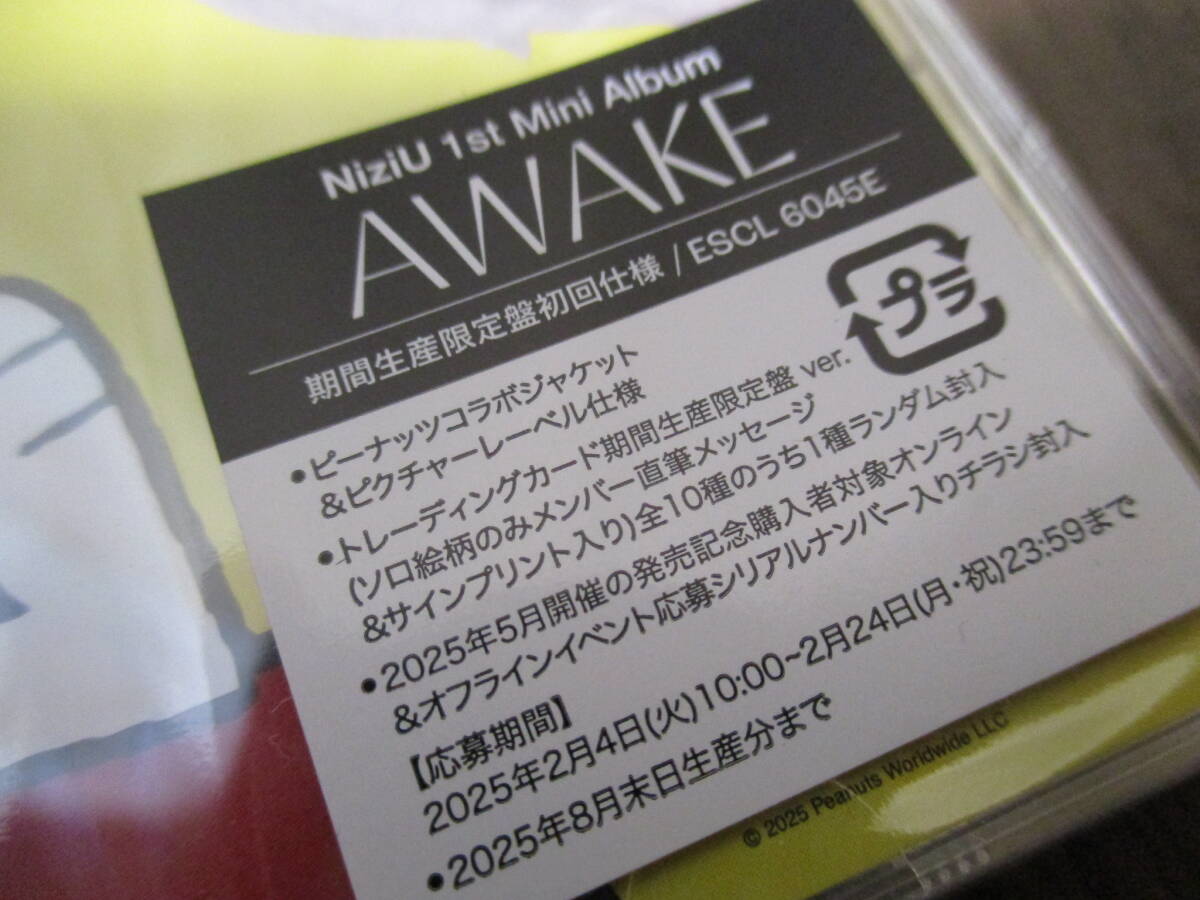 NiziU 1st Mini Album
AWAKE
期間生産限定盤初回仕様 / ESCL 6045E
プラ
•ピーナッツコラボジャケット
&ピクチャーレーベル仕様
•トレーディングカード期間生産限定盤 ver.
(ソロ絵柄のみメンバー直筆メッセージ
&サインプリント入り)全10種のうち1種ランダム封入
•2025年5月開催の発売記念購入者対象オンライン
&オフラインイベント応募シリアルナンバー入りチラシ封入
【応募期間】
2025年2月4日(火)10:00~2月24日(月・祝)23:59まで
•2025年8月末日生産分まで
© 2025 Peanuts Worldwide LLC